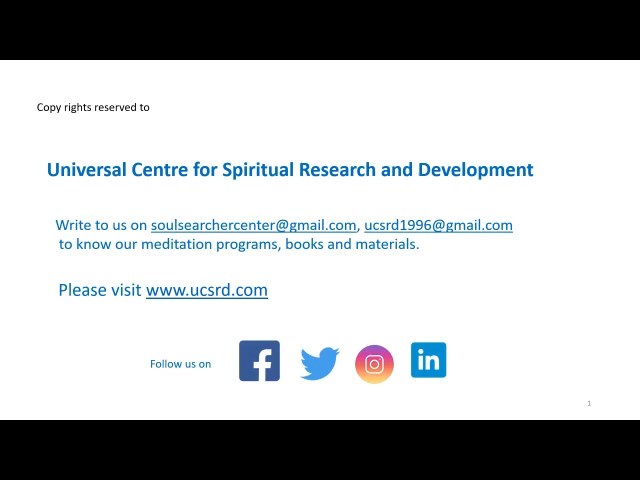 Copy rights reserved to
Universal Centre for Spiritual Research and Development
Write to us on soulsearchercenter@gmail.com, ucsrd1996@gmail.com
to know our meditation programs, books and materials.
Please visit www.ucsrd.com
Follow us on
1